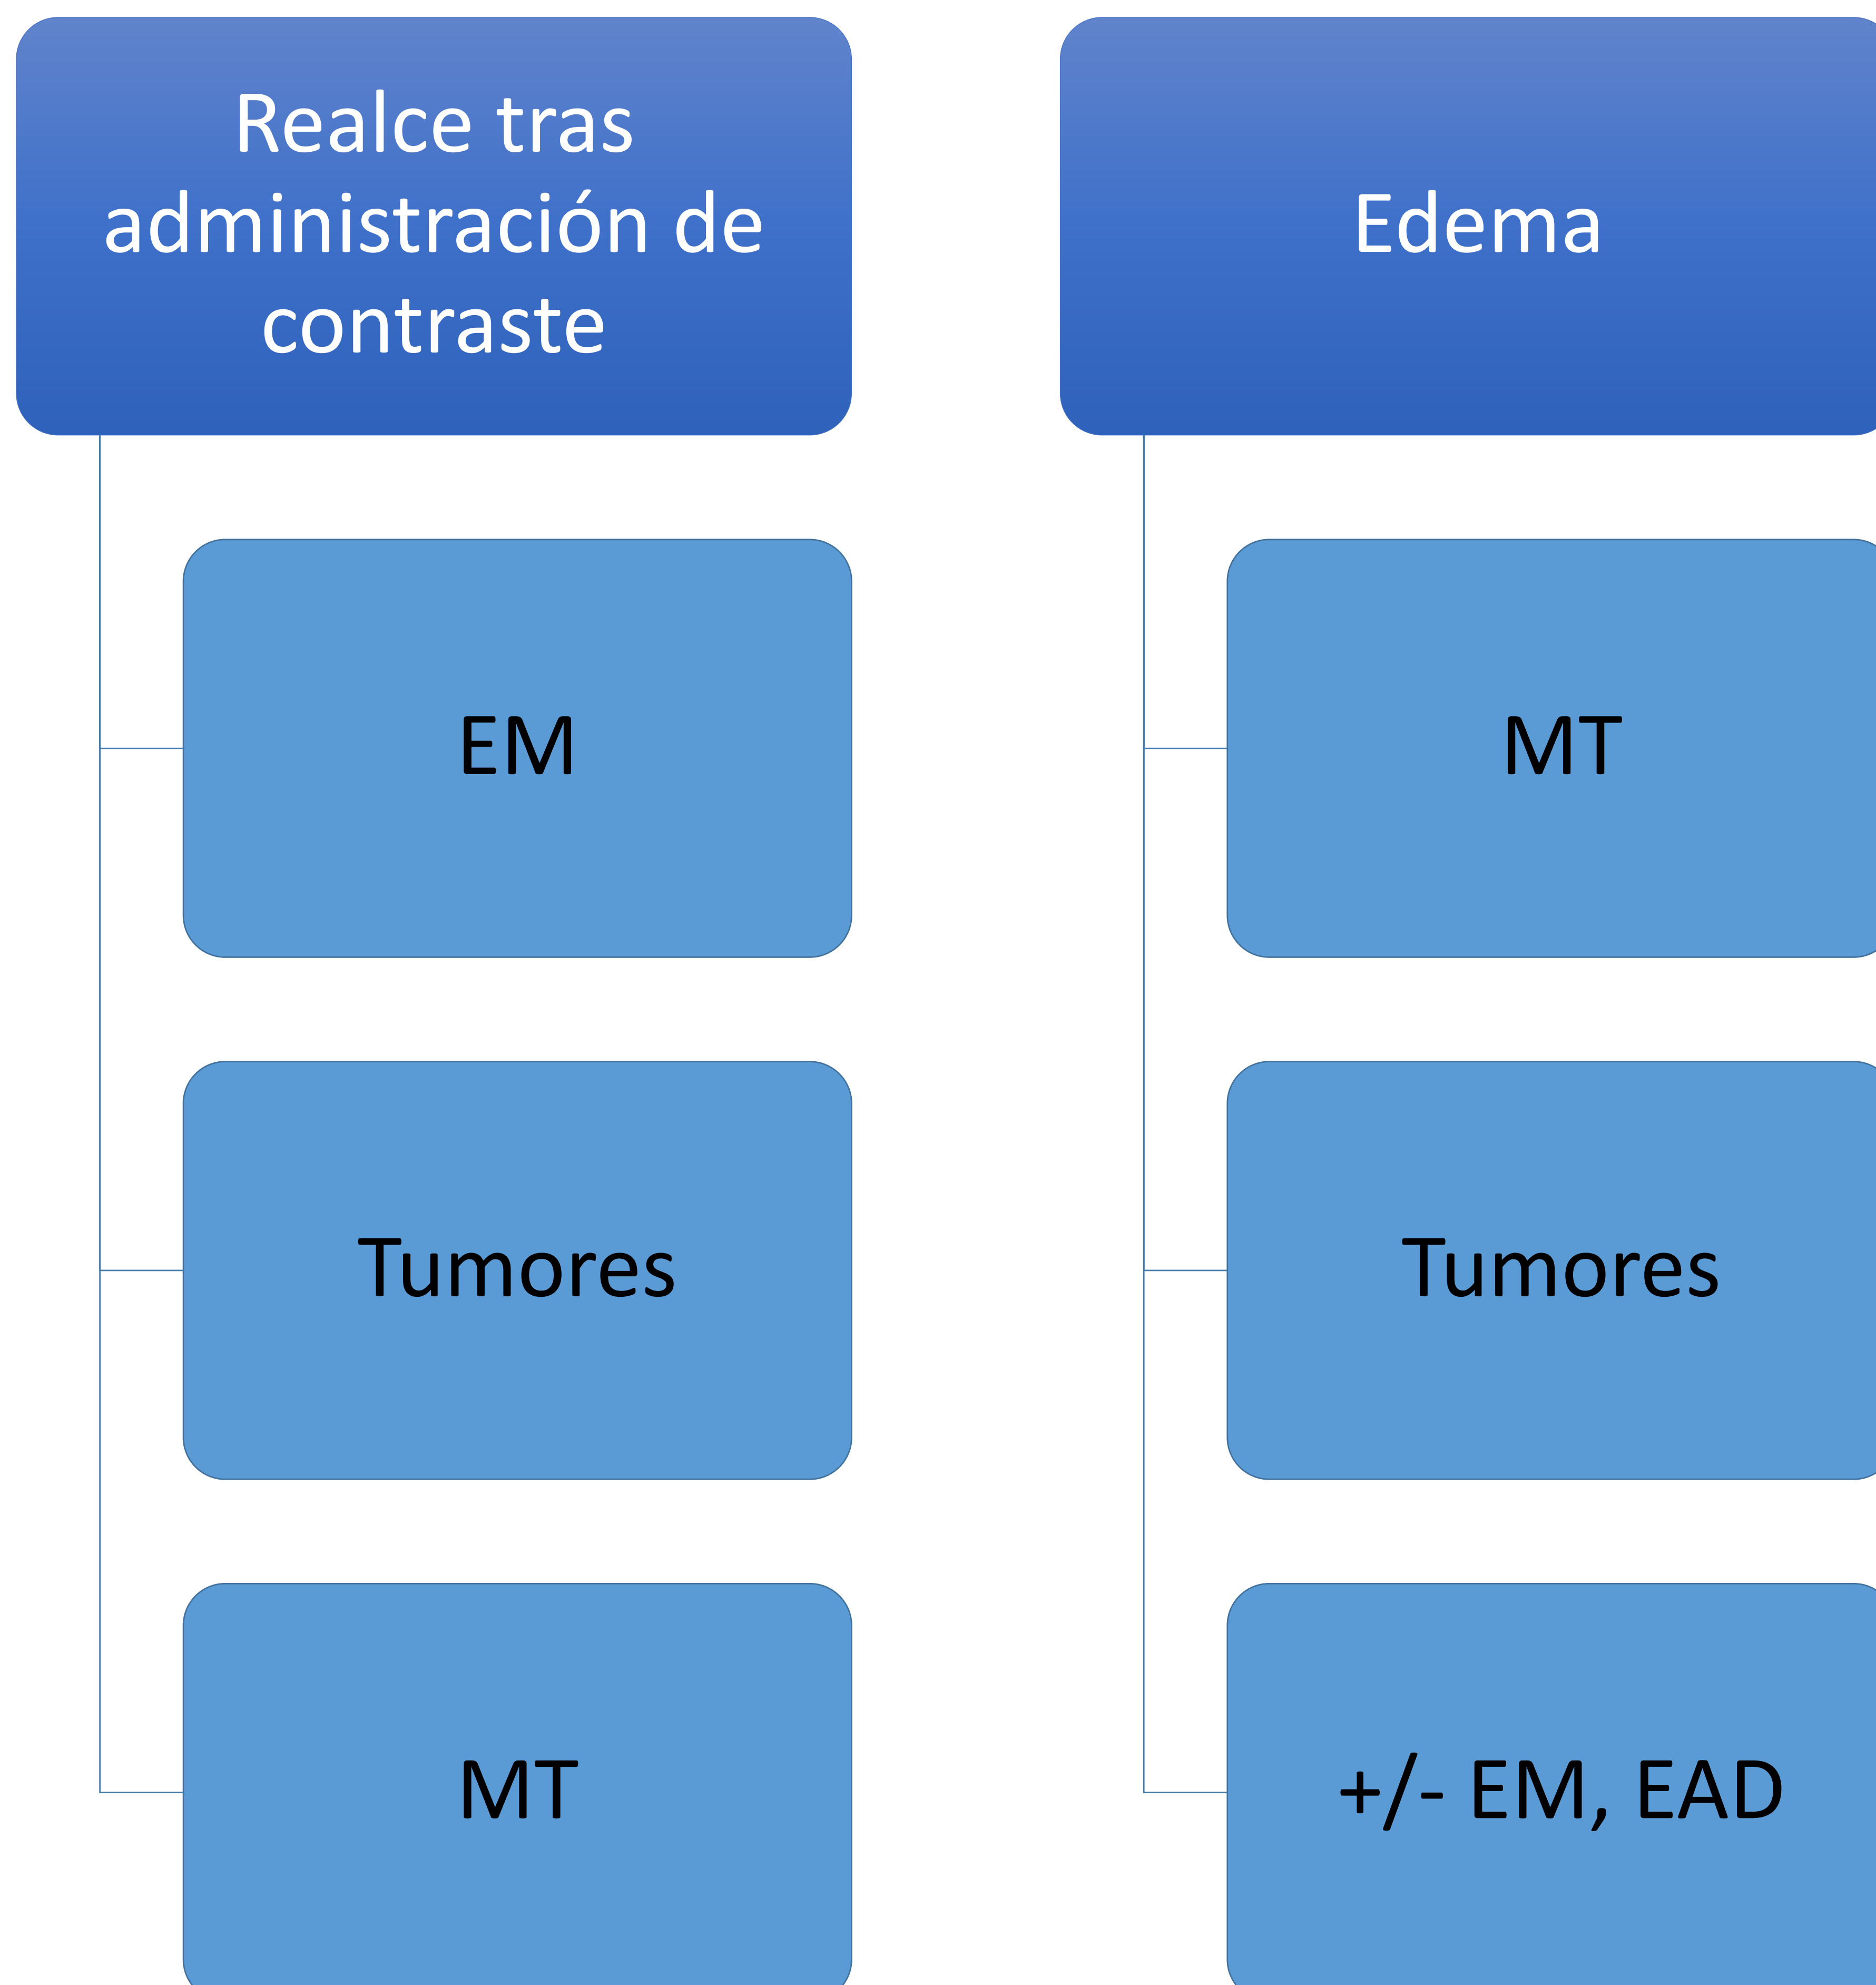 Realce tras
administración de
contraste
EM
Tumores
MT
Edema
MT
Tumores
+/- EM, EAD